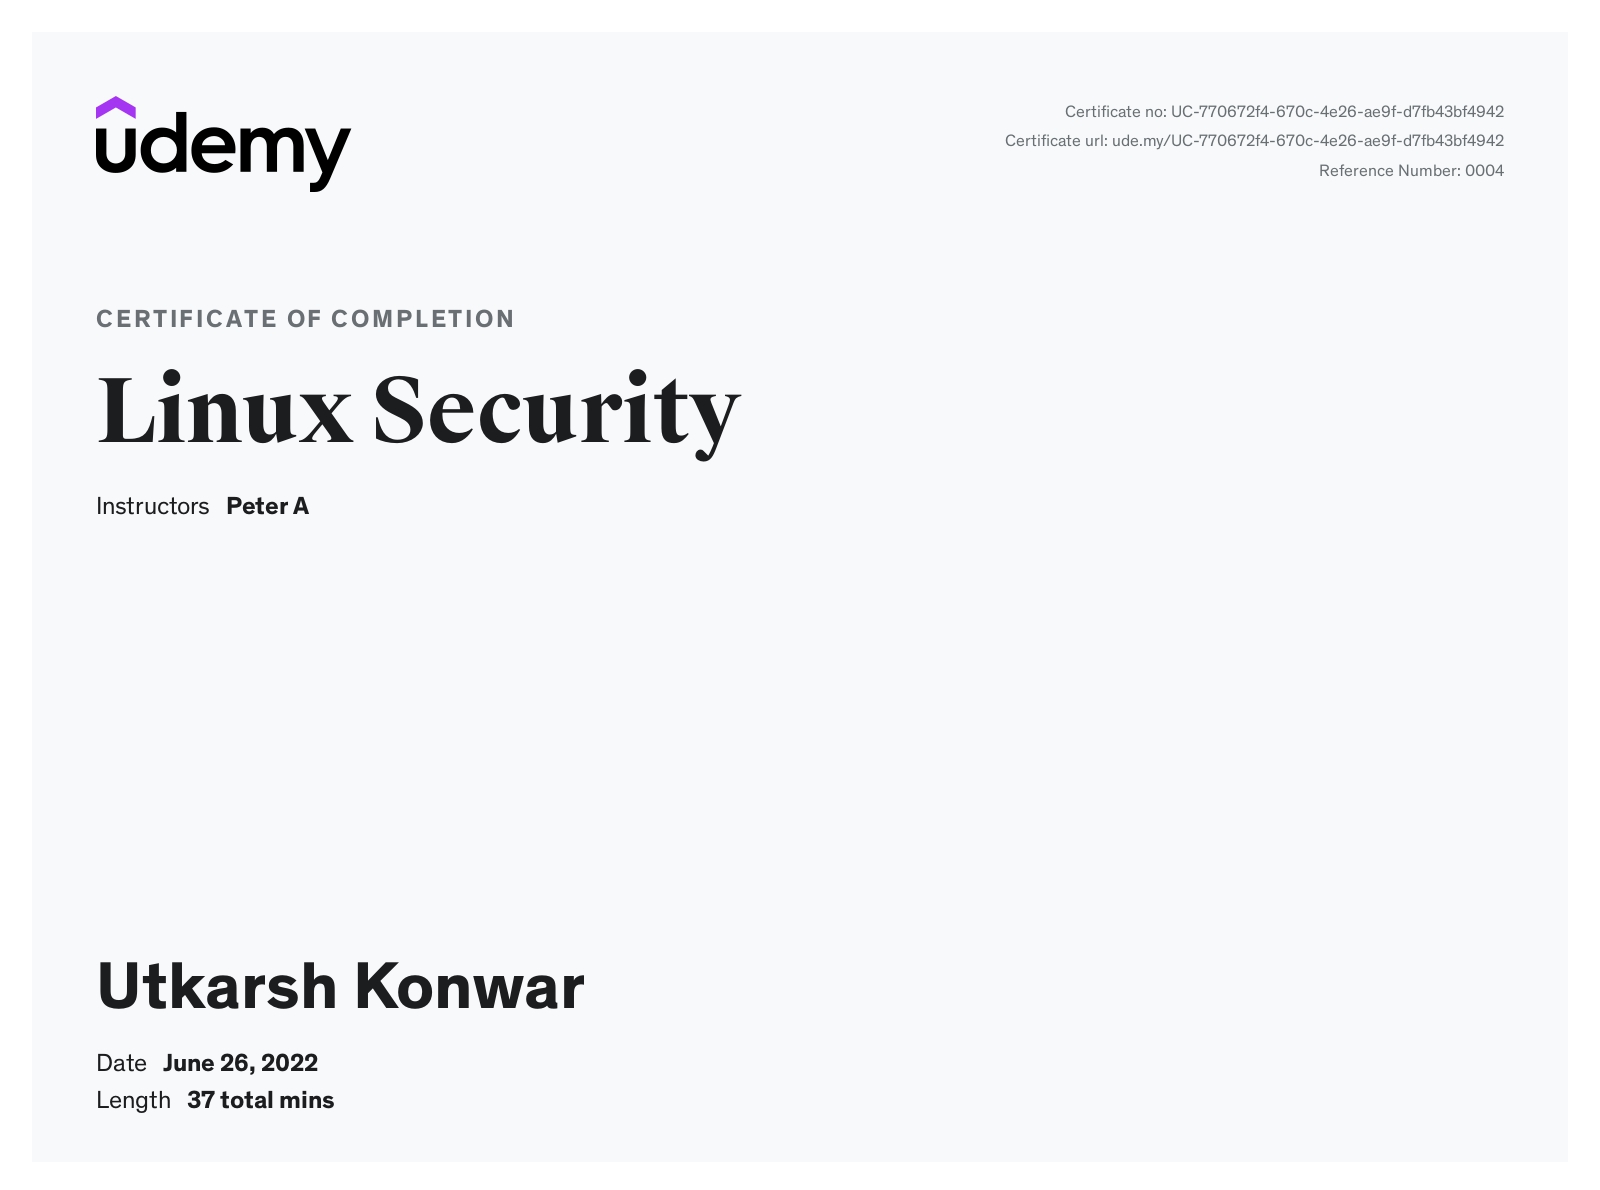 udemy
Certificate no: UC-770672f4-670c-4e26-ae9f-d7fb43bf4942
Certificate url: ude.my/UC-770672f4-670c-4e26-ae9f-d7fb43bf4942
Reference Number: 0004
CERTIFICATE OF COMPLETION
Linux Security
Instructors Peter A
Utkarsh Konwar
Date June 26, 2022
Length 37 total mins